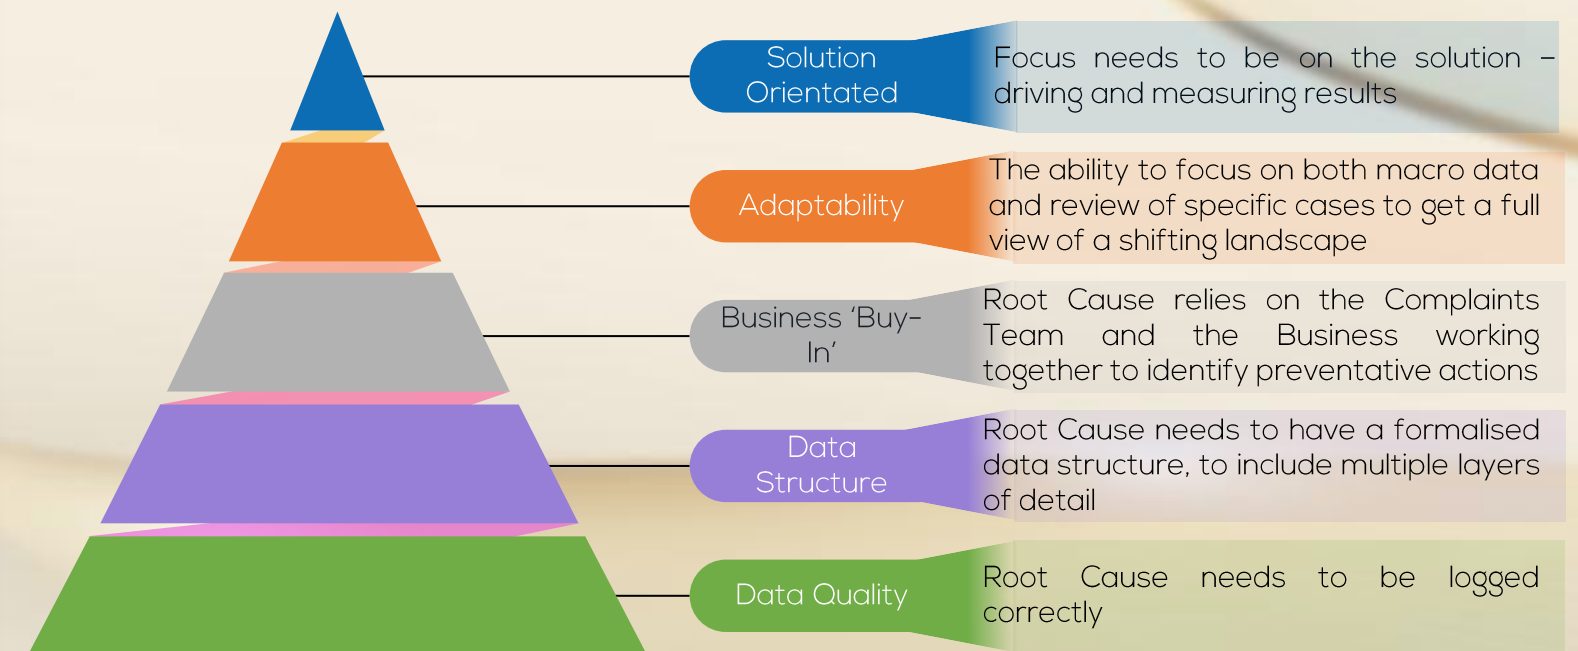 Solution
Orientated
Focus needs to be on the solution –
driving and measuring results
Adaptability
The ability to focus on both macro data
and review of specific cases to get a full
view of a shifting landscape
Business ‘Buy-
In’
Root Cause relies on the Complaints
Team and the Business working
together to identify preventative actions
Data
Structure
Root Cause needs to have a formalised
data structure, to include multiple layers
of detail
Data Quality
Root Cause needs to be logged
correctly